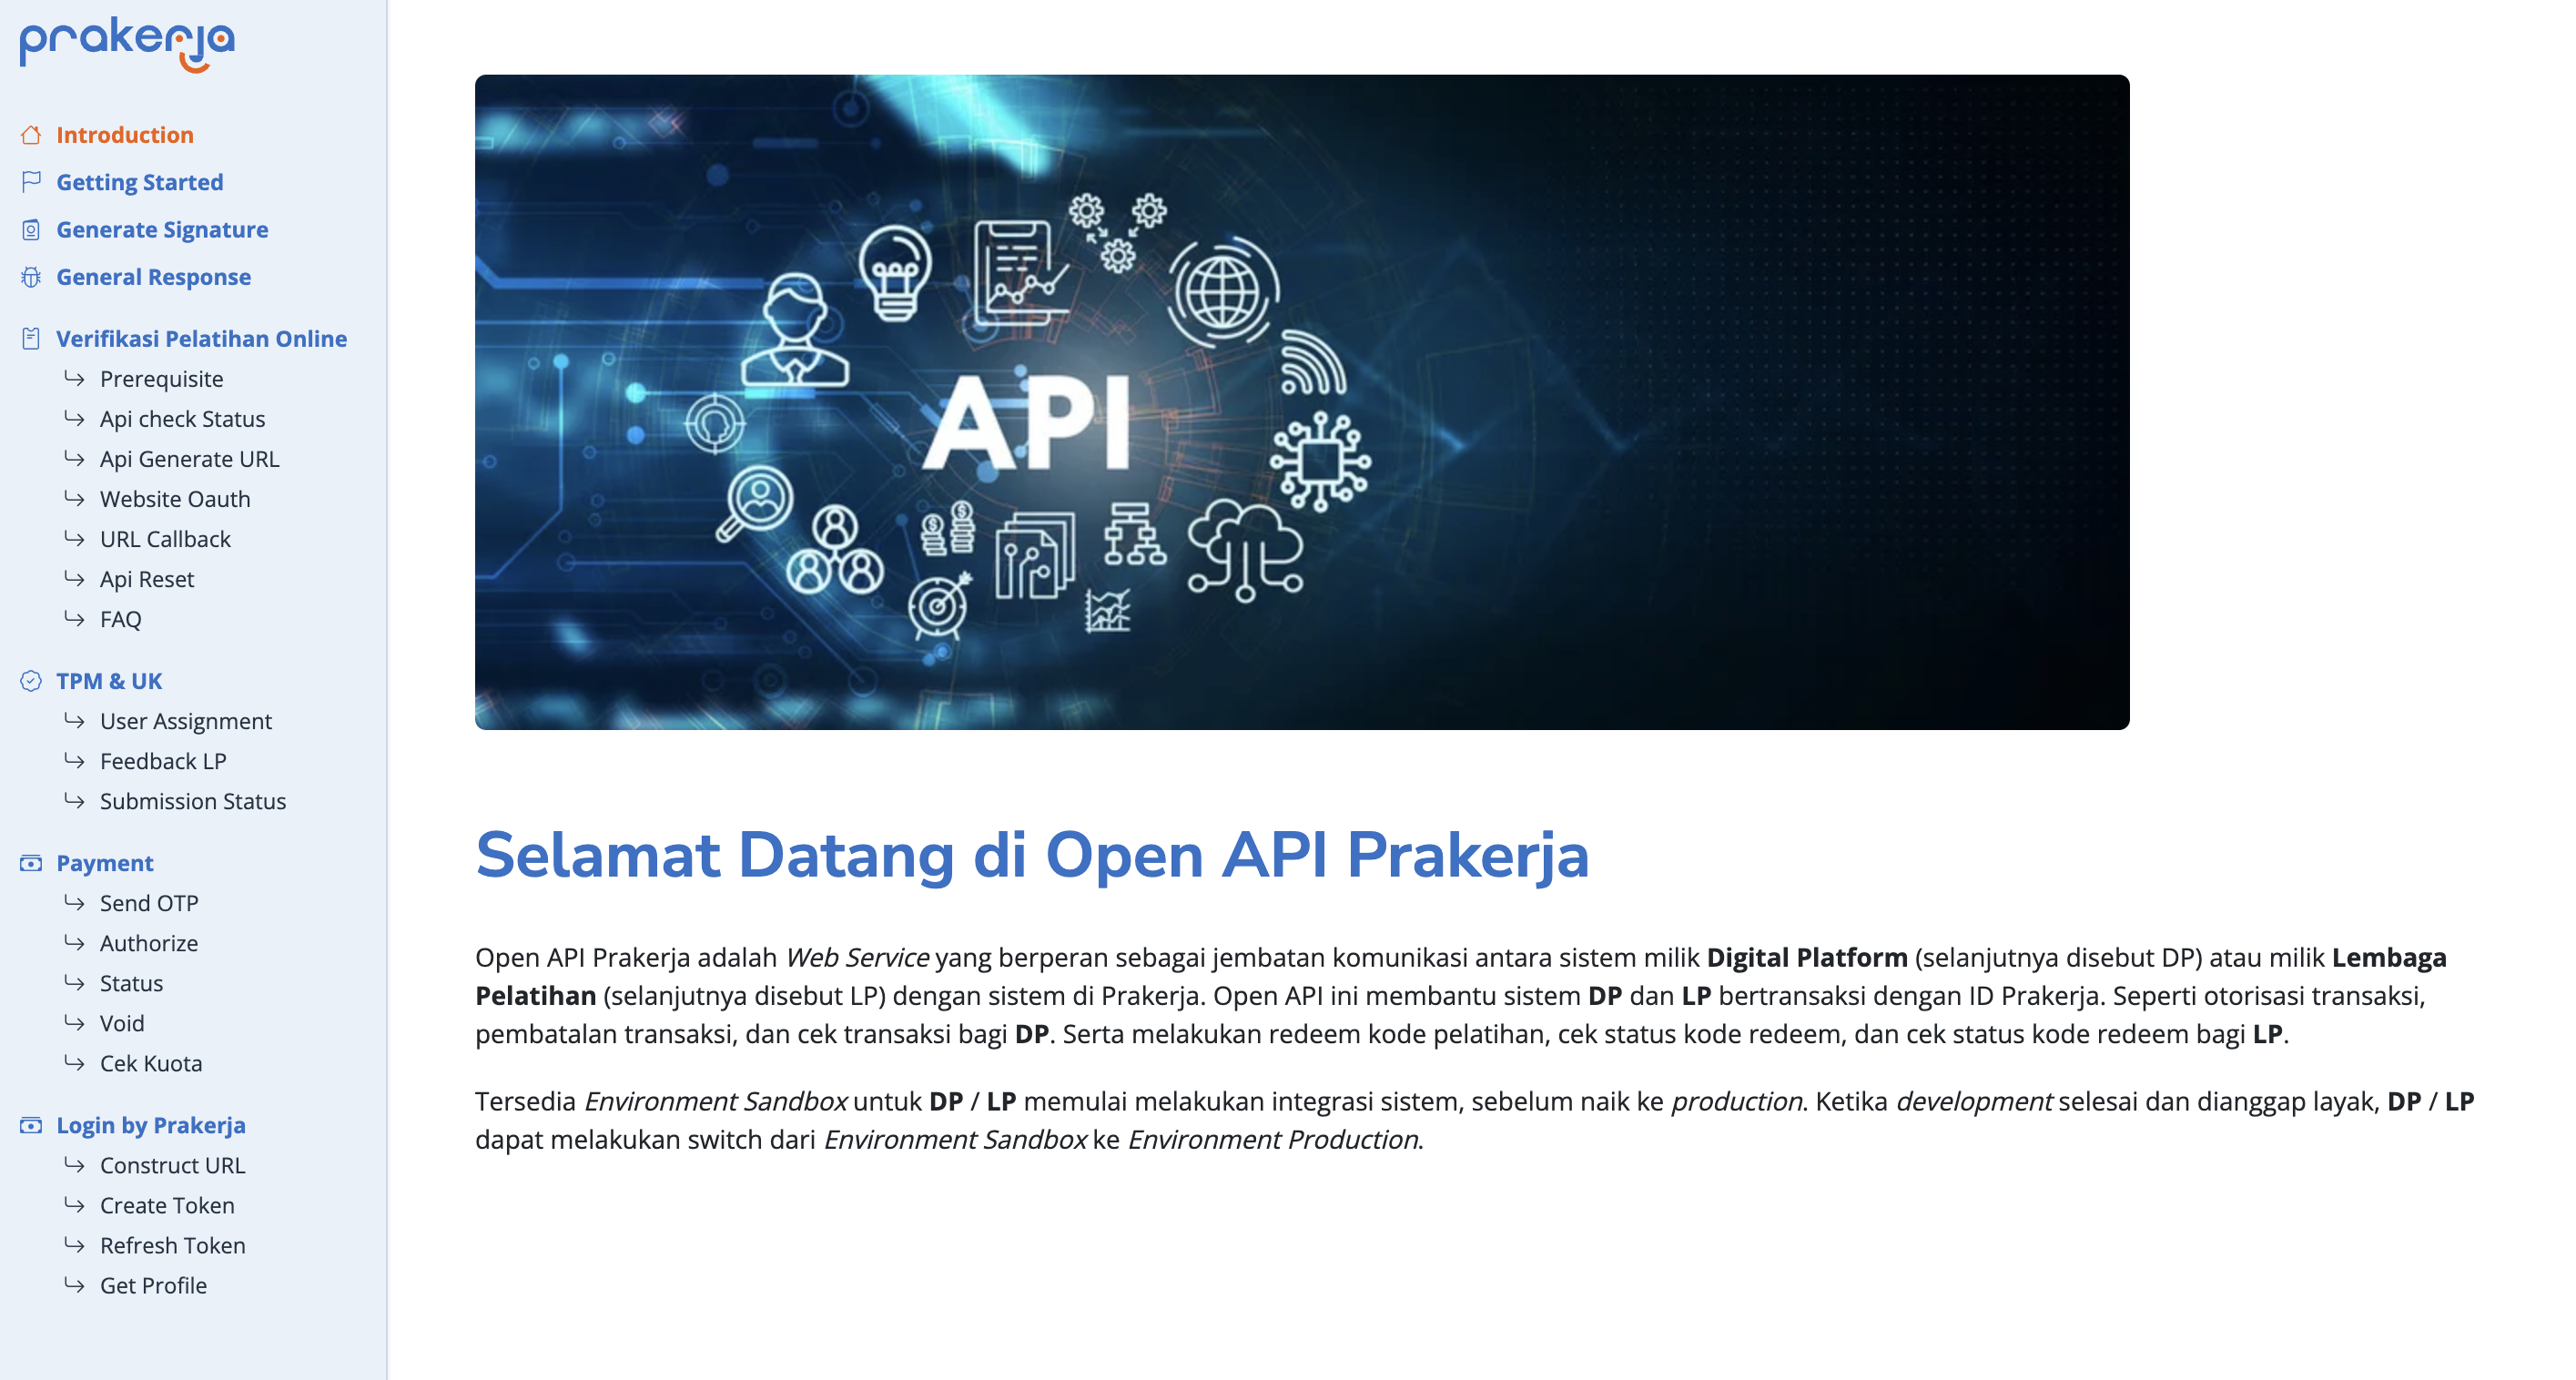 prakerja
Introduction
Getting Started
Generate Signature
General Response
Verifikasi Pelatihan Online
Prerequisite
Api check Status
Api Generate URL
Website Oauth
URL Callback
Api Reset
FAQ
TPM & UK
User Assignment
Feedback LP
Submission Status
Payment
Send OTP
Authorize
Status
Void
Cek Kuota
Login by Prakerja
Construct URL
Create Token
Refresh Token
Get Profile
API
Selamat Datang di Open API Prakerja
Open API Prakerja adalah Web Service yang berperan sebagai jembatan komunikasi antara sistem milik Digital Platform (selanjutnya disebut DP) atau milik Lembaga
Pelatihan (selanjutnya disebut LP) dengan sistem di Prakerja. Open API ini membantu sistem DP dan LP bertransaksi dengan ID Prakerja. Seperti otorisasi transaksi,
pembatalan transaksi, dan cek transaksi bagi DP. Serta melakukan redeem kode pelatihan, cek status kode redeem, dan cek status kode redeem bagi LP.
Tersedia Environment Sandbox untuk DP / LP memulai melakukan integrasi sistem, sebelum naik ke production. Ketika development selesai dan dianggap layak, DP / LP
dapat melakukan switch dari Environment Sandbox ke Environment Production.